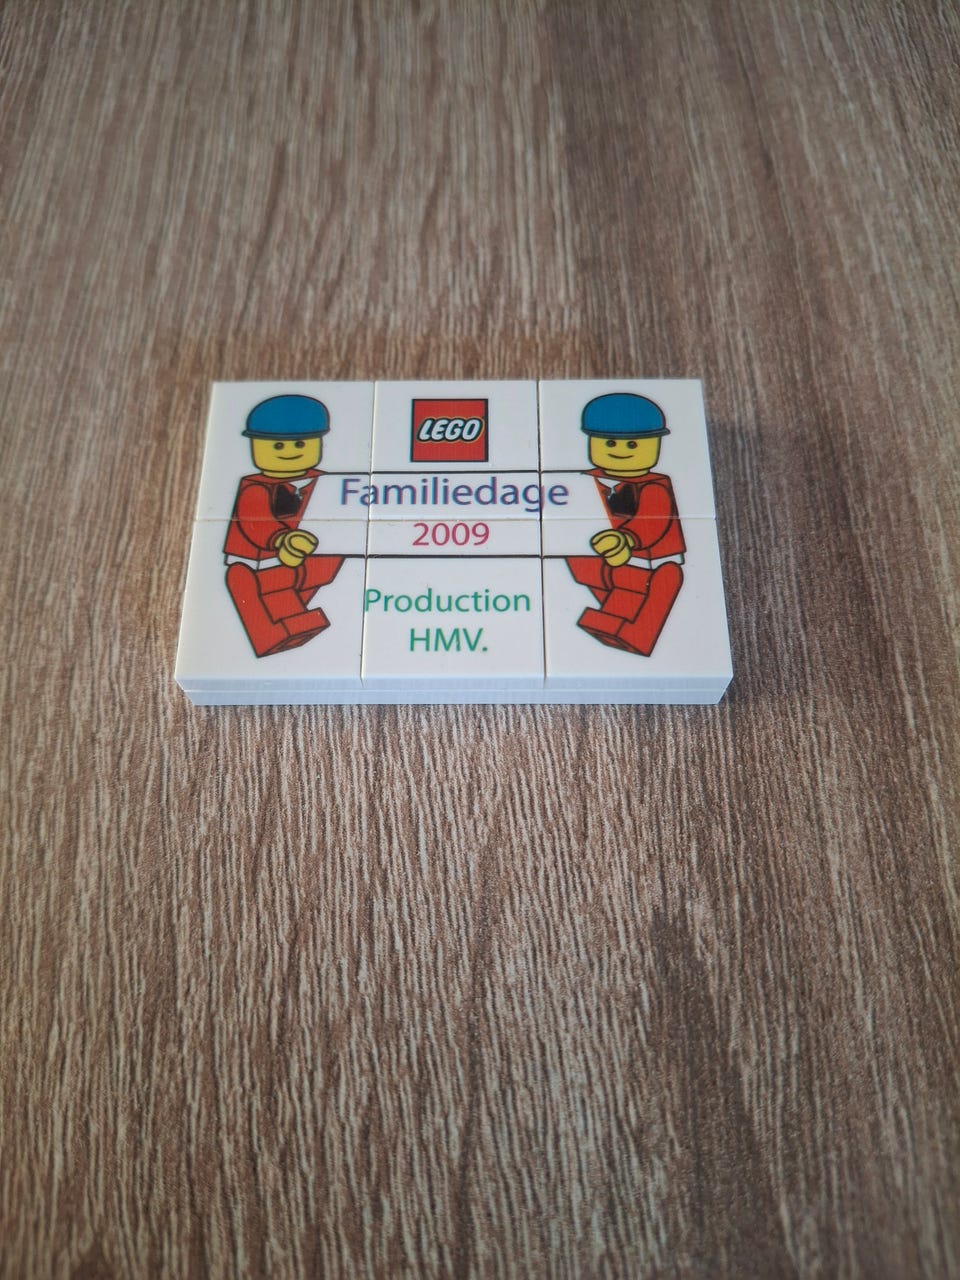 LEGO
Familiedage
2009
Production
HMV.